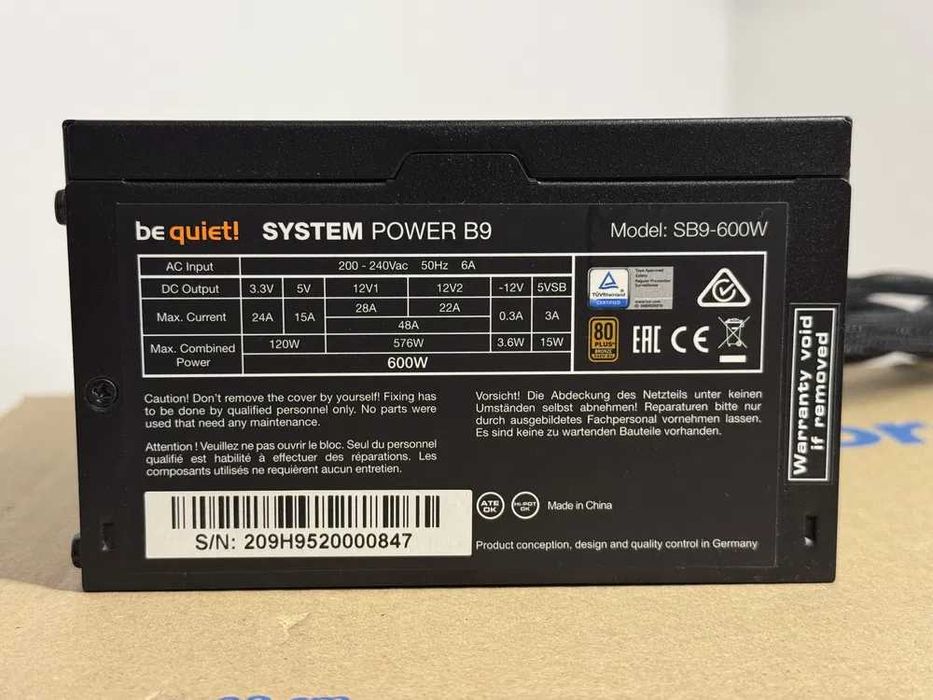 be quiet! SYSTEM POWER B9 Model: SB9-600W
AC Input 200 - 240Vac 50Hz 6A
DC Output 3.3V 5V 12V1 12V2 -12V 5VSB
Max. Current 24A 15A 28A 22A 0.3A 3A
48A
Max. Combined Power 120W 576W 3.6W 15W
600W
TÜVRheinland
CERTIFIED
80
PLUS
BRONZE
EAC CE
Warranty void
if removed
Caution! Don't remove the cover by yourself! Fixing has
to be done by qualified personnel only. No parts were
used that need any maintenance.
Attention ! Veuillez ne pas ouvrir le bloc. Seul du personnel
qualifié est habilité à effectuer des réparations. Les
composants utilisés ne requièrent aucun entretien.
Vorsicht! Die Abdeckung des Netzteils unter keinen
Umständen selbst abnehmen! Reparaturen bitte nur
durch ausgebildetes Fachpersonal vornehmen lassen.
Es sind keine zu wartenden Bauteile vorhanden.
S/N: 209H9520000847
ATE
OK
HI-POT
OK
Made in China
Product conception, design and quality control in Germany